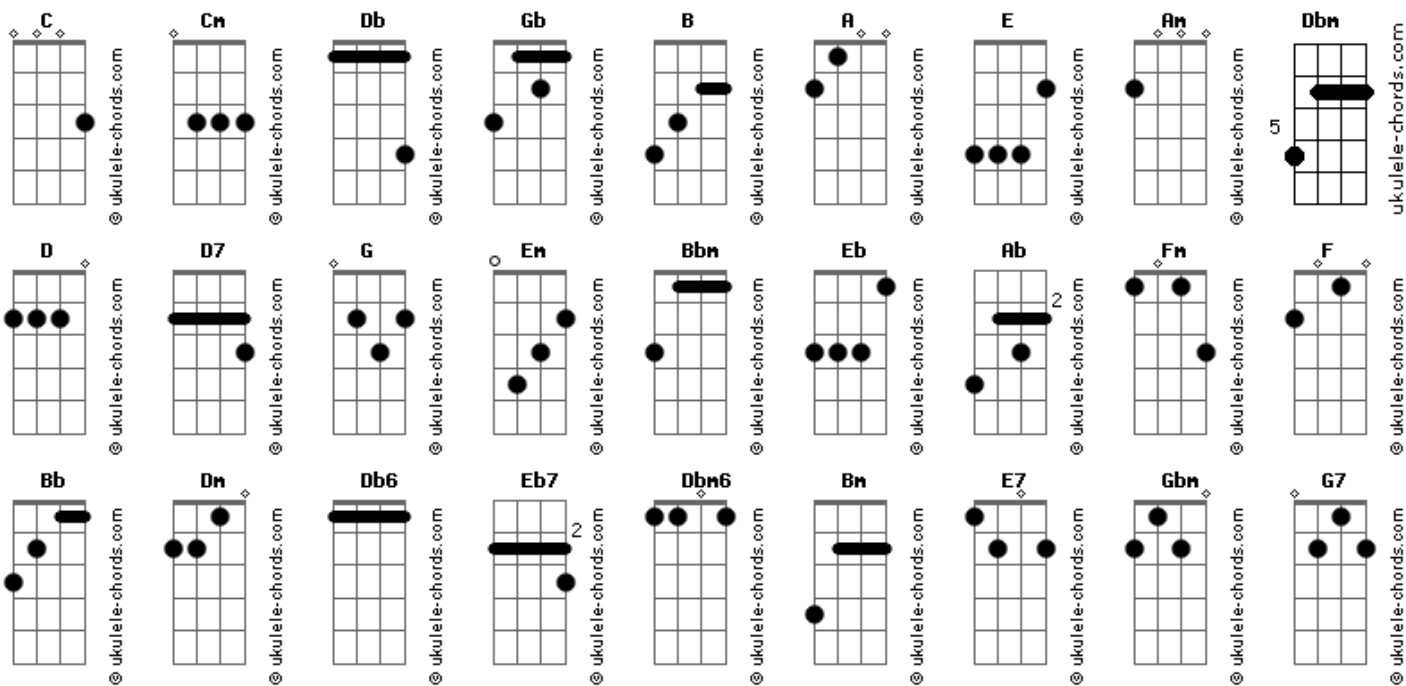 C Cm Db Gb B A E Am Dbm
© ukulele-chords.com © ukulele-chords.com © ukulele-chords.com © ukulele-chords.com © ukulele-chords.com © ukulele-chords.com © ukulele-chords.com © ukulele-chords.com ukulele-chords.com
5
D D7 G Em Bbm Eb Ab Fm F
2
© ukulele-chords.com © ukulele-chords.com © ukulele-chords.com © ukulele-chords.com © ukulele-chords.com © ukulele-chords.com © ukulele-chords.com © ukulele-chords.com © ukulele-chords.com
Bb Dm Db6 Eb7 Dbm6 Bm E7 Gbm G7
2
© ukulele-chords.com © ukulele-chords.com © ukulele-chords.com © ukulele-chords.com © ukulele-chords.com © ukulele-chords.com © ukulele-chords.com © ukulele-chords.com © ukulele-chords.com